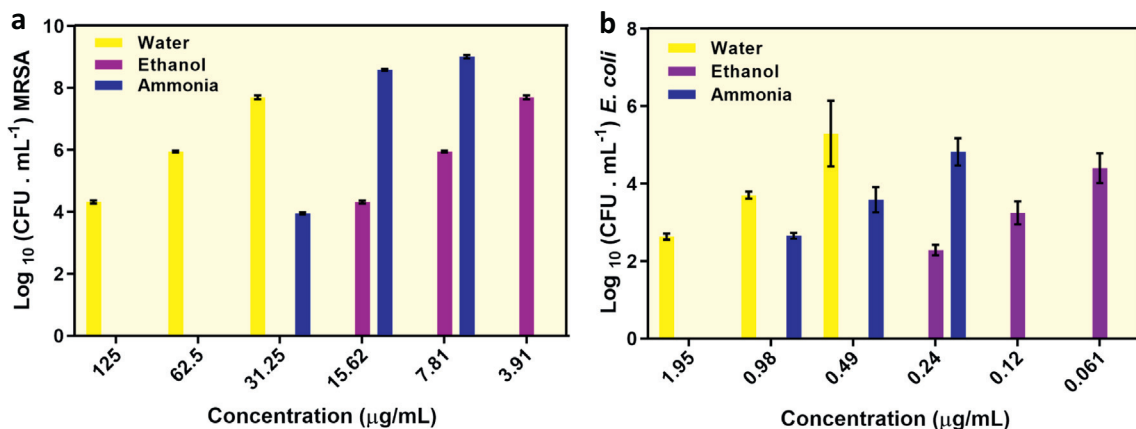 a
Log 10 (CFU . mL⁻¹) MRSA
10
8
6
4
2
0
Water
Ethanol
Ammonia
125
62.5
31.25
15.62
7.81
3.91
Concentration (μg/mL)
b
Log 10 (CFU . mL⁻¹) E. coli
8
6
4
2
0
Water
Ethanol
Ammonia
1.95
0.98
0.49
0.24
0.12
0.061
Concentration (μg/mL)